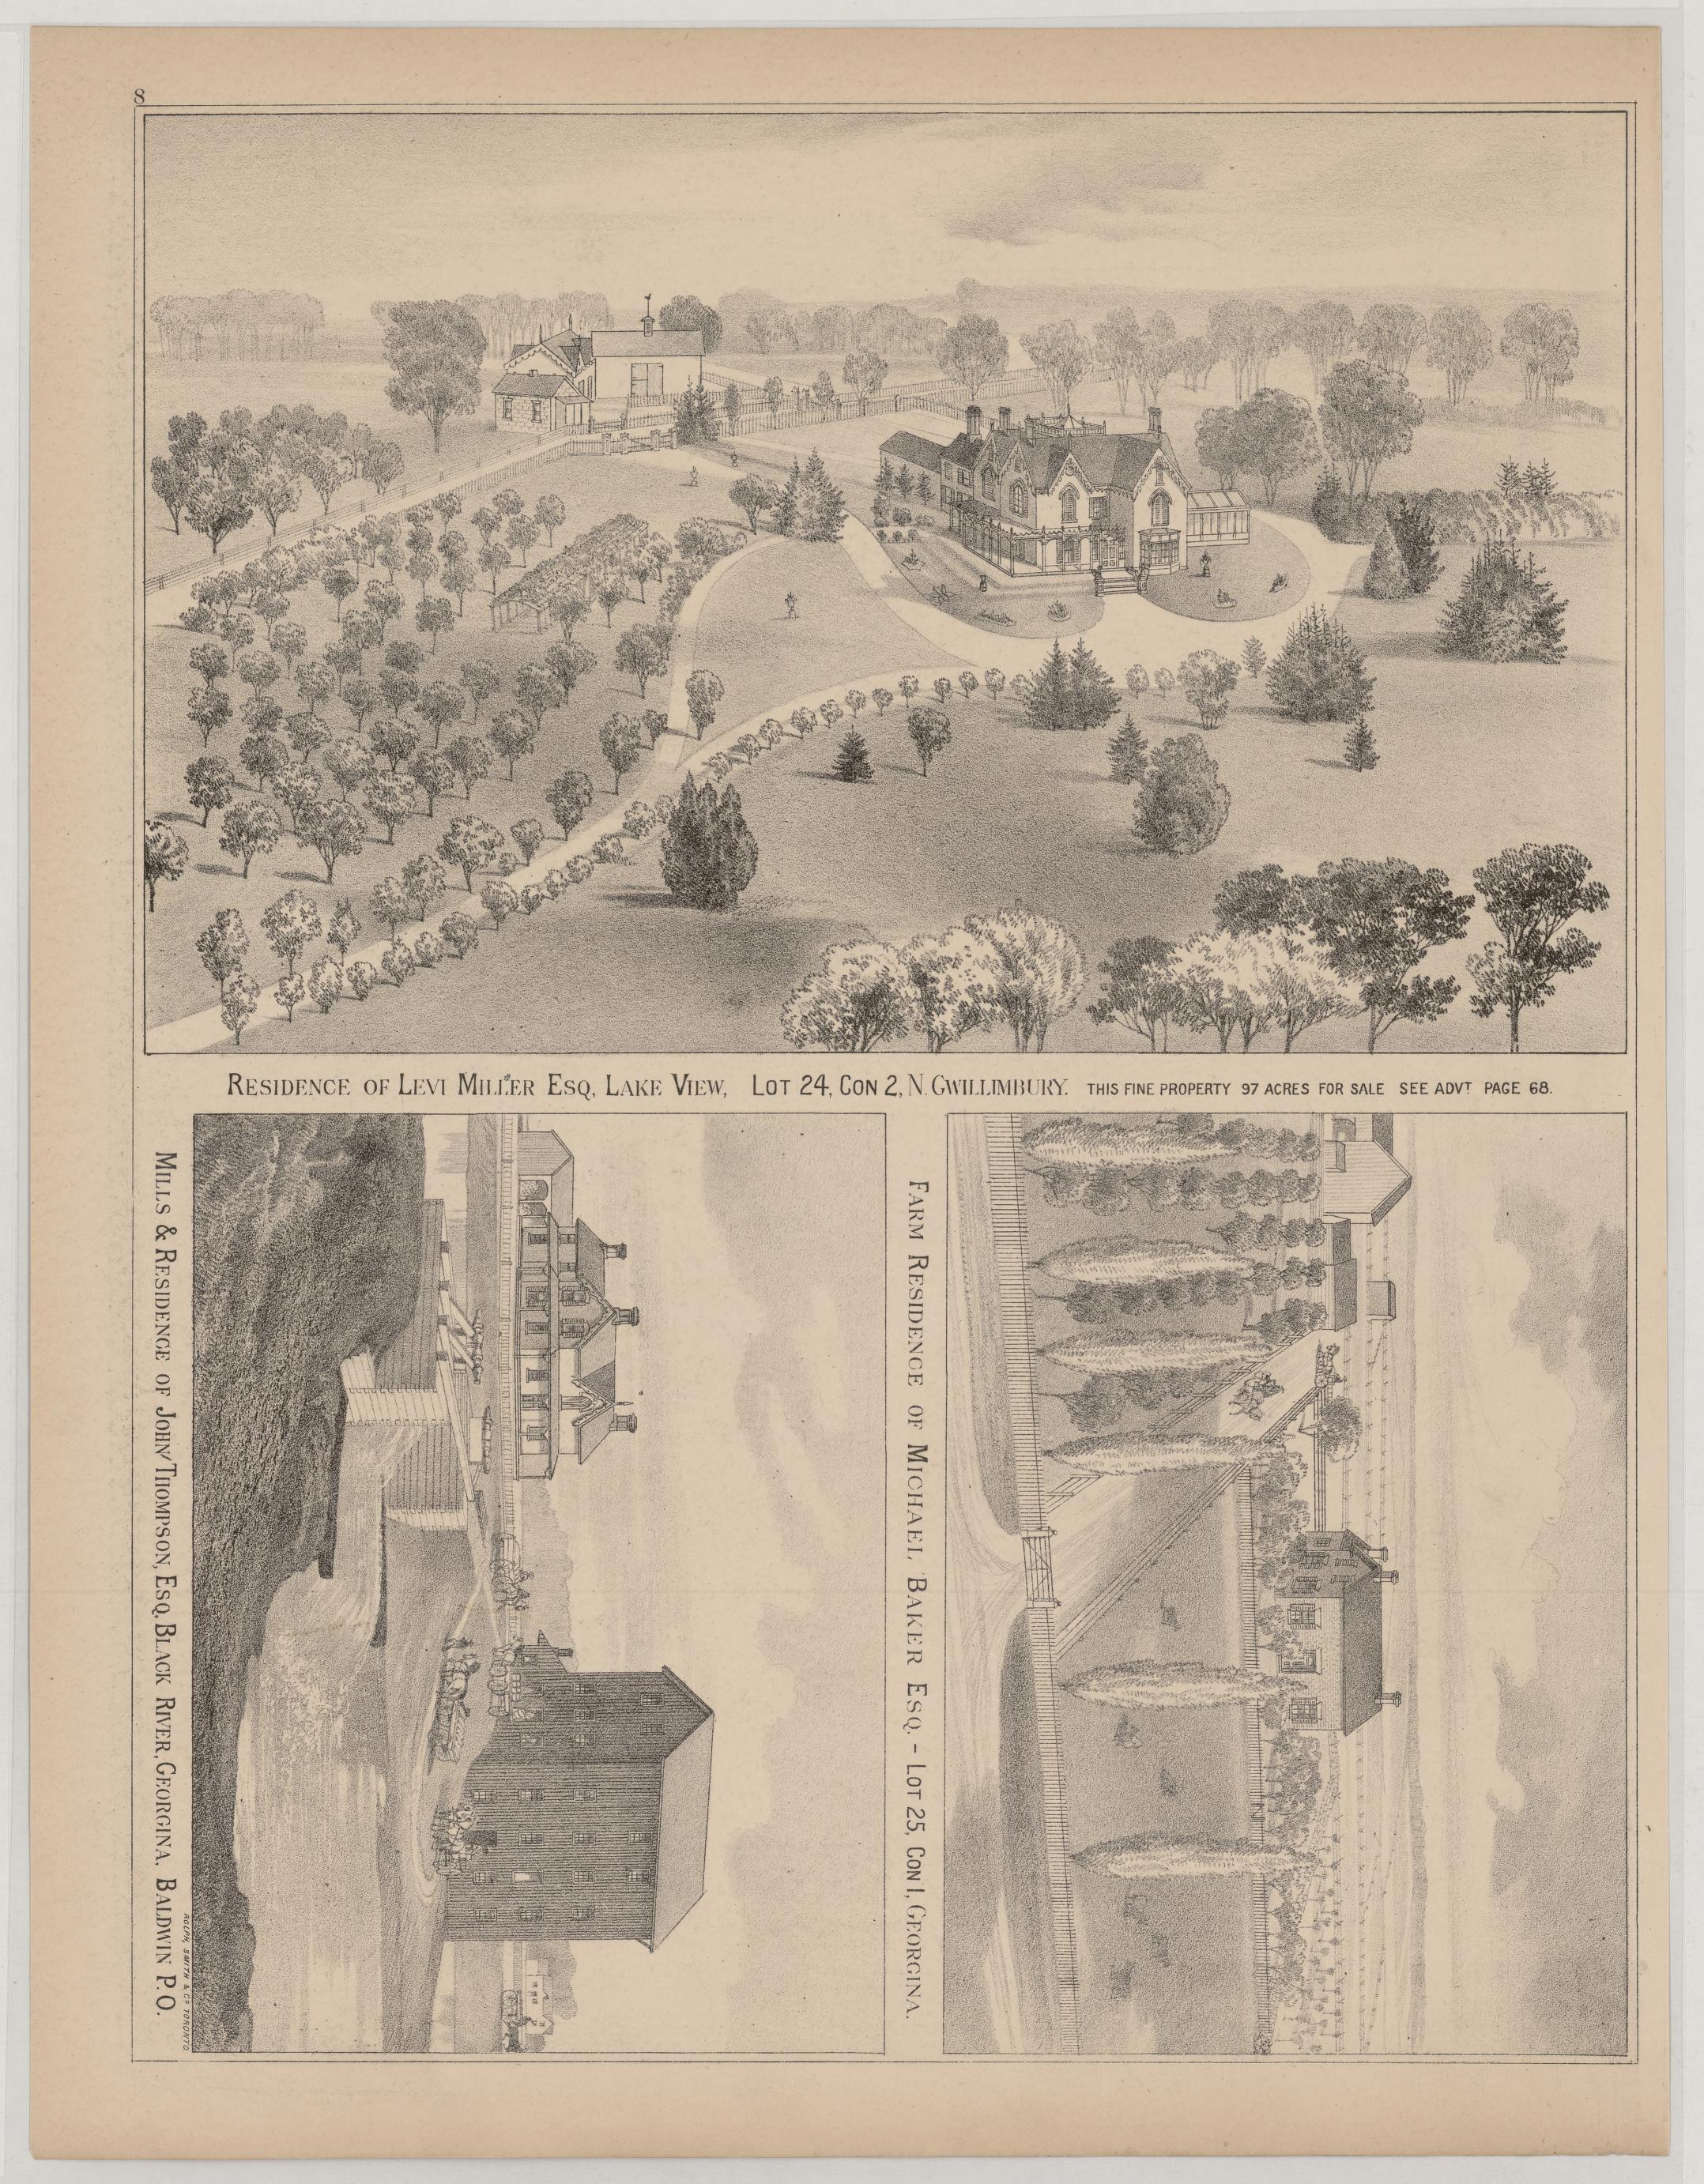 8
RESIDENCE OF LEVI MILLER ESQ, LAKE VIEW, LOT 24, CON 2, N. GWILLIMBURY. THIS FINE PROPERTY 97 ACRES FOR SALE SEE ADVT PAGE 68.
FARM RESIDENCE OF MICHAEL BAKER ESQ. - LOT 25, CON 1, GEORGINA.
MILLS & RESIDENCE OF JOHN THOMPSON, ESQ. BLACK RIVER, GEORGINA. BALDWIN P.O.
ROLPH, SMITH & CO TORONTO.